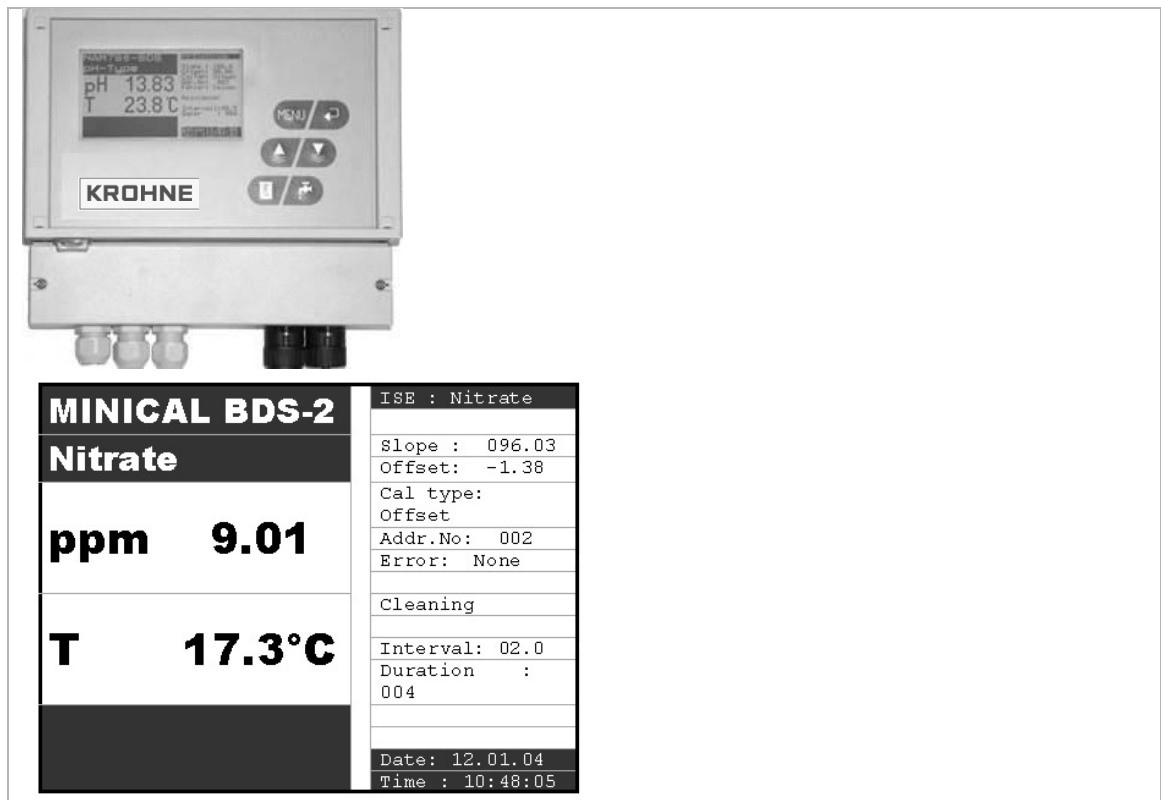 pH-Type
pH 13.83
T 23.8°C
MENU
KROHNE
MINICAL BDS-2
Nitrate
ppm 9.01
T 17.3°C
ISE : Nitrate
Slope : 096.03
Offset: -1.38
Cal type:
Offset
Addr.No: 002
Error: None
Cleaning
Interval: 02.0
Duration :
004
Date: 12.01.04
Time : 10:48:05